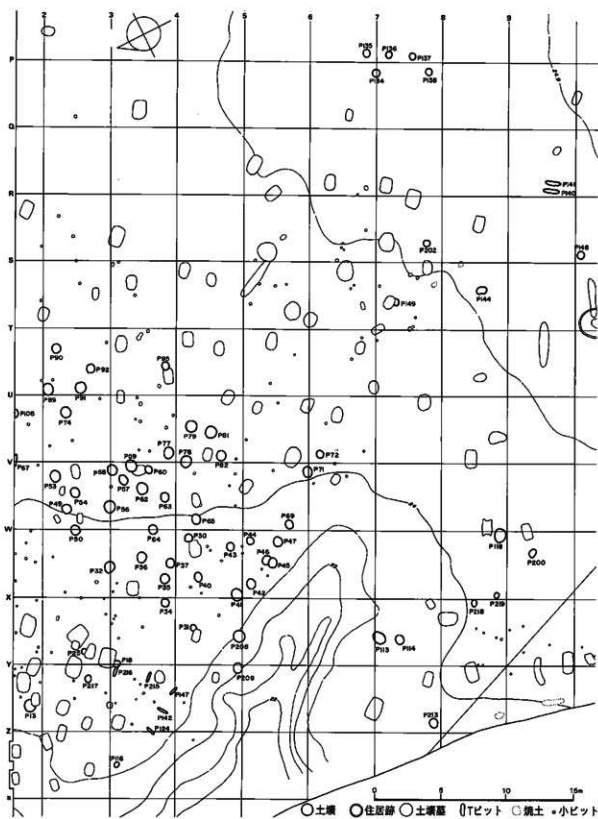 2 3 4 5 6 7 8 9
P
P135 P136 P137
P134 P138
Q
P141
R
P140
P202
P146
S
P144
P149
T
P90
P92 P95
P89 P91
U
P106 P74
P79 P81
P77
P78 P82 P72
V
P67 P59
P58 P60 P71
P53 P57
P54 P62 P63
P49 P56
P65 P69
W
P50 P64 P30 P44 P47 P118
P43 P46 P200
P32 P36 P37 P45
P35 P40 P42
X
P34 P41 P218 P219
P31
P208 P113 P114
Y
P25 P18
P216 P209
P217 P215
P13 P147
P142 P213
Z
P124
P116
0 5 10 15m
土壙 住居跡 土壙墓 Tピット 焼土 小ピット